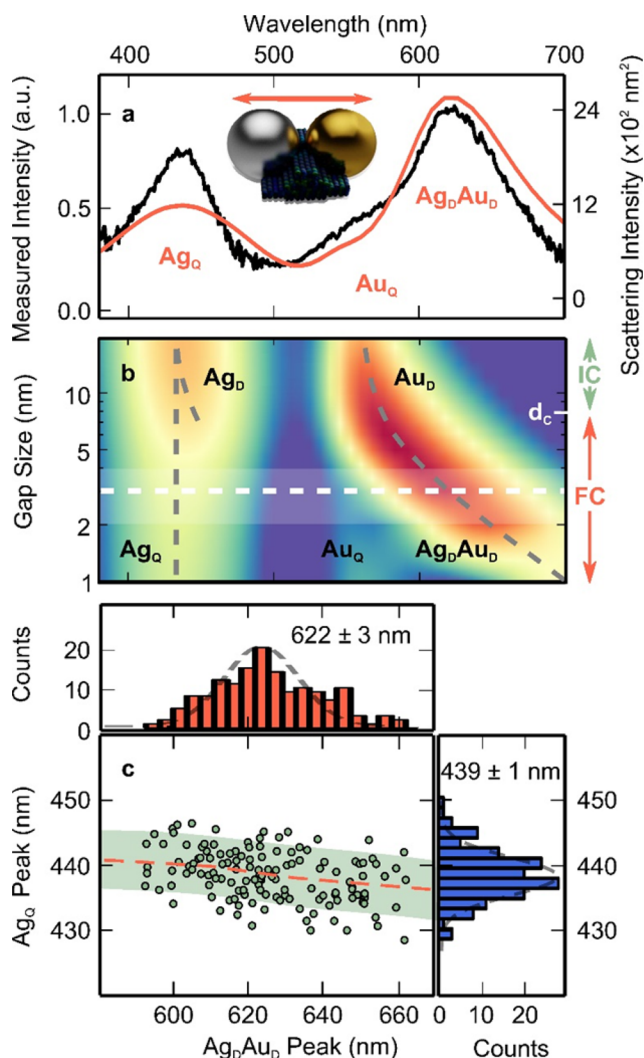 Wavelength (nm)
400 500 600 700
Measured Intensity (a.u.)
1.0
0.5
0.0
a
Ag_Q
Au_Q
Ag_DAu_D
24
12
0
Scattering Intensity (x10² nm²)
Gap Size (nm)
10
5
2
1
b
Ag_D
Au_D
Ag_Q
Au_Q
Ag_DAu_D
IC
d_C
FC
Counts
20
10
0
622 ± 3 nm
Ag_Q Peak (nm)
450
440
430
c
600 620 640 660
Ag_DAu_D Peak (nm)
439 ± 1 nm
450
440
430
0 10 20
Counts